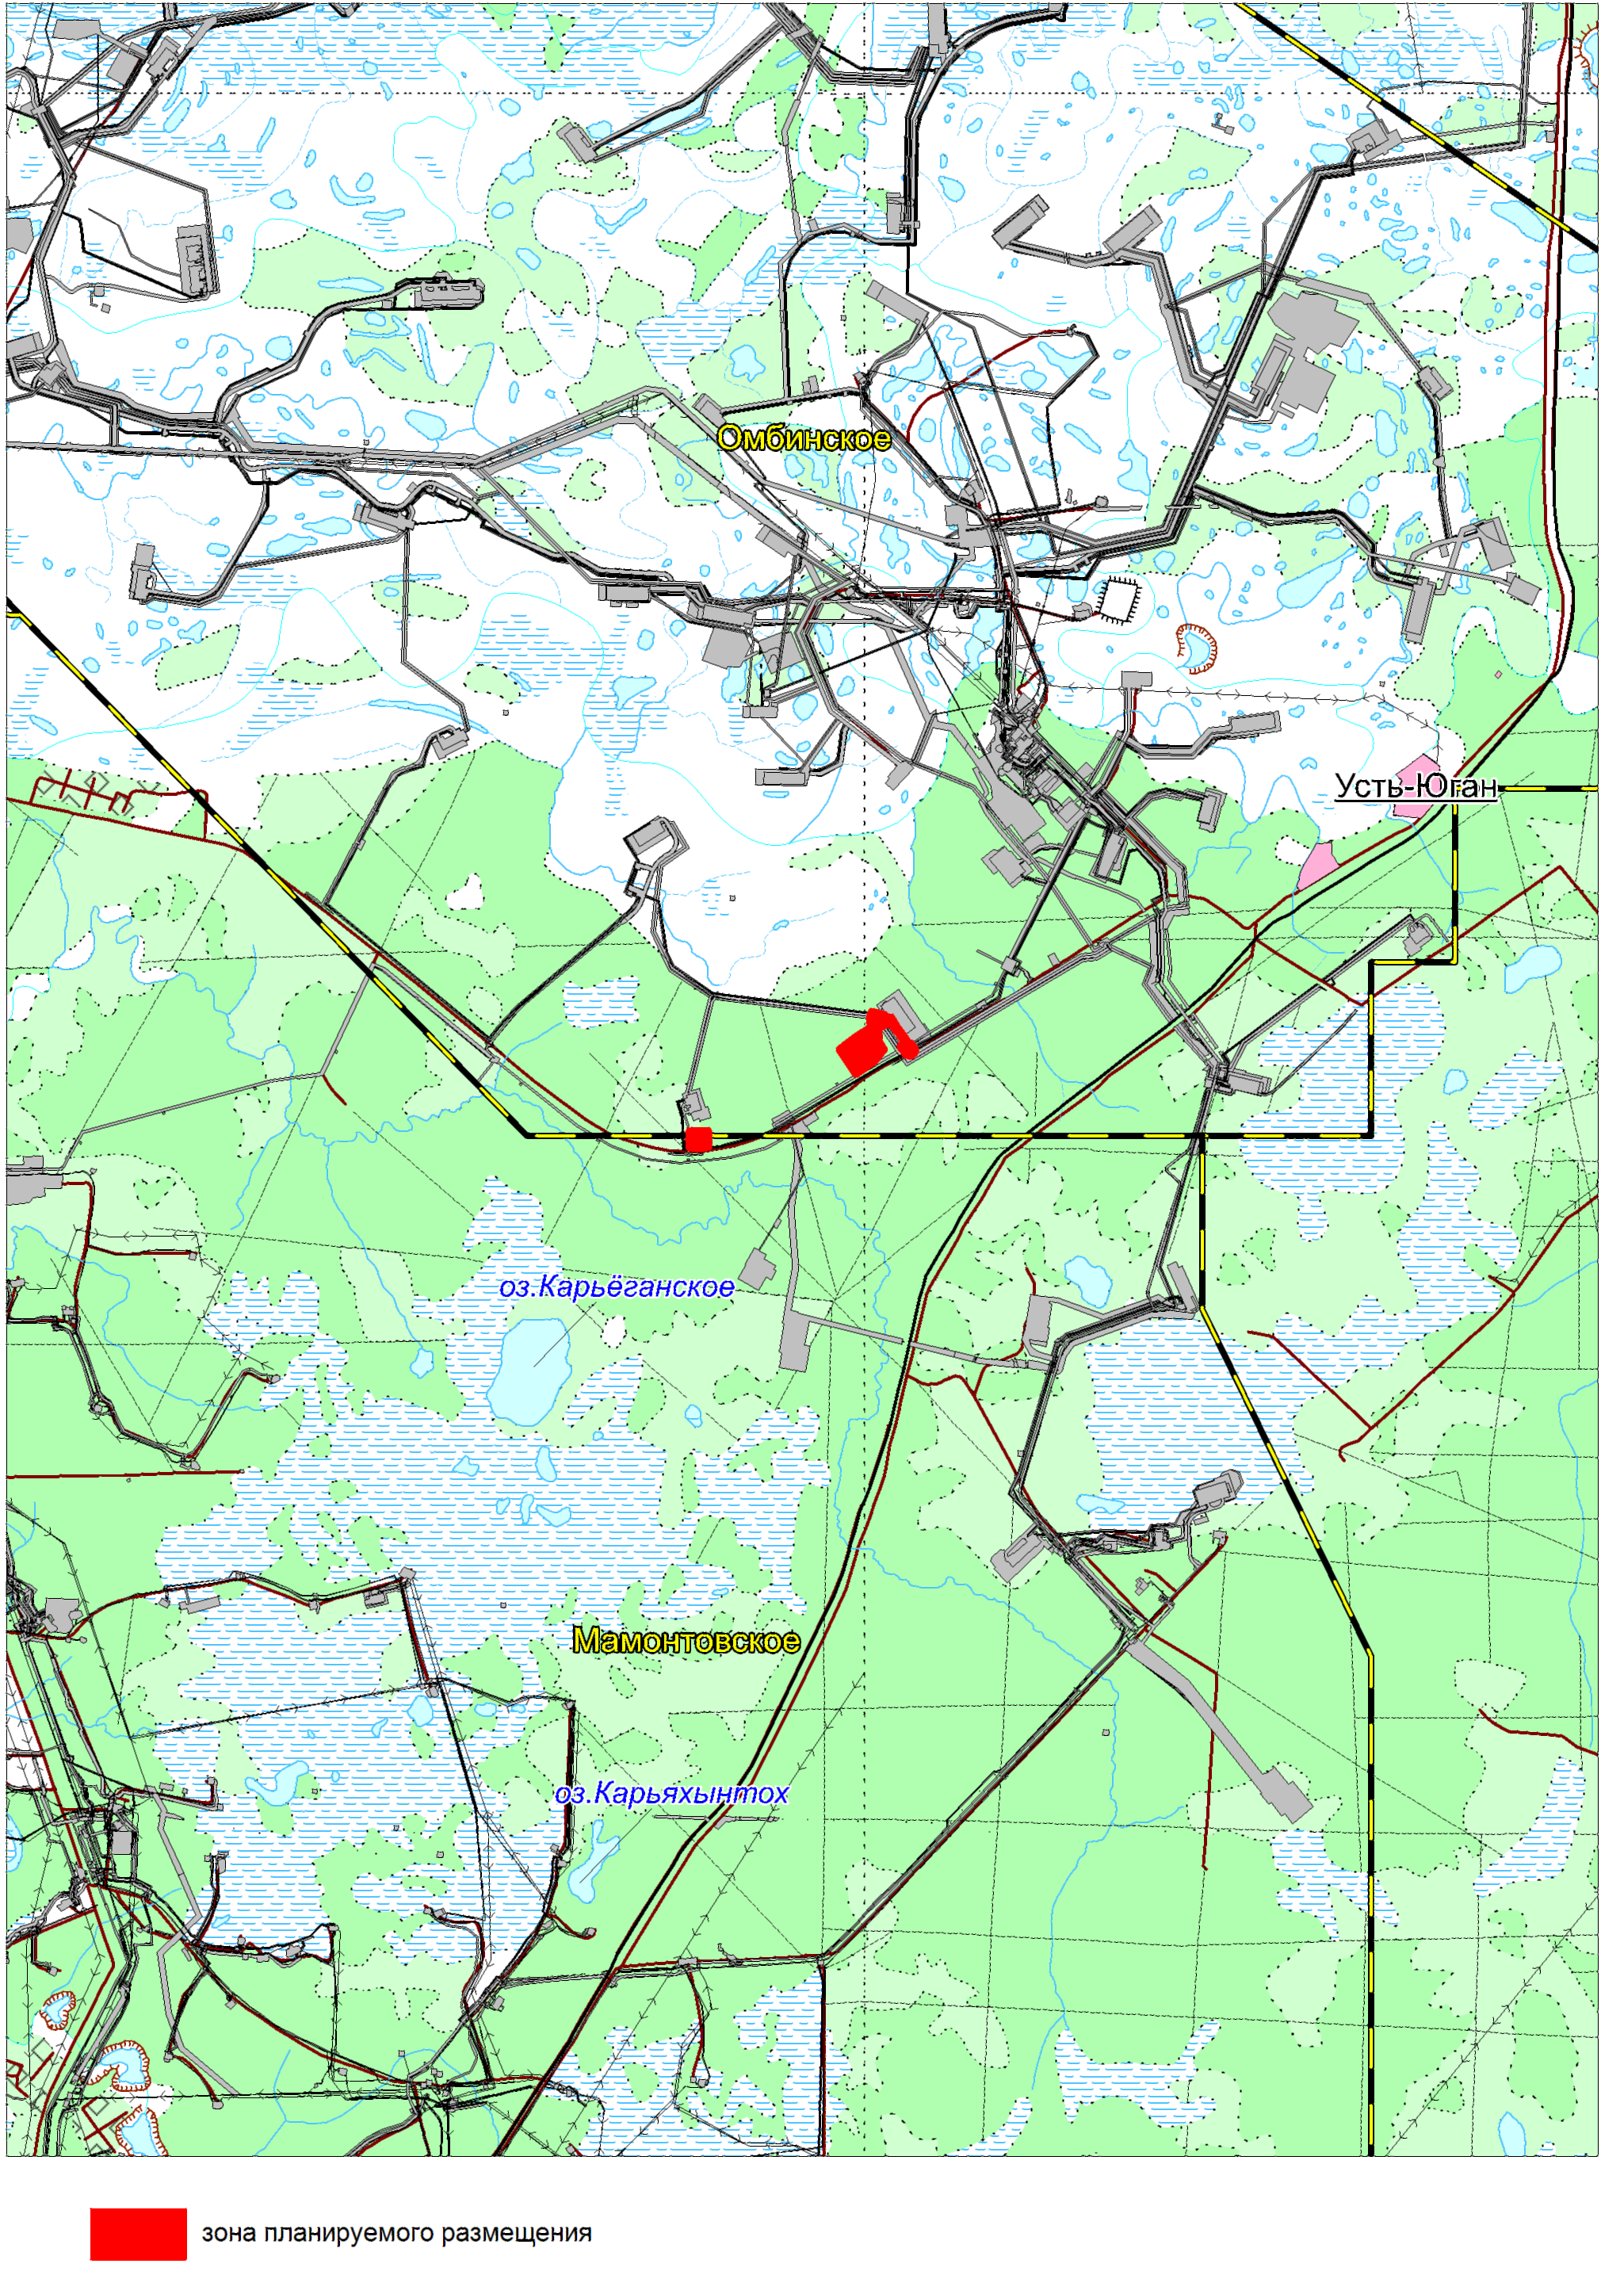 Омбинское
Усть-Юган
оз.Карьёганское
Мамонтовское
оз.Карьяхынтох
зона планируемого размещения